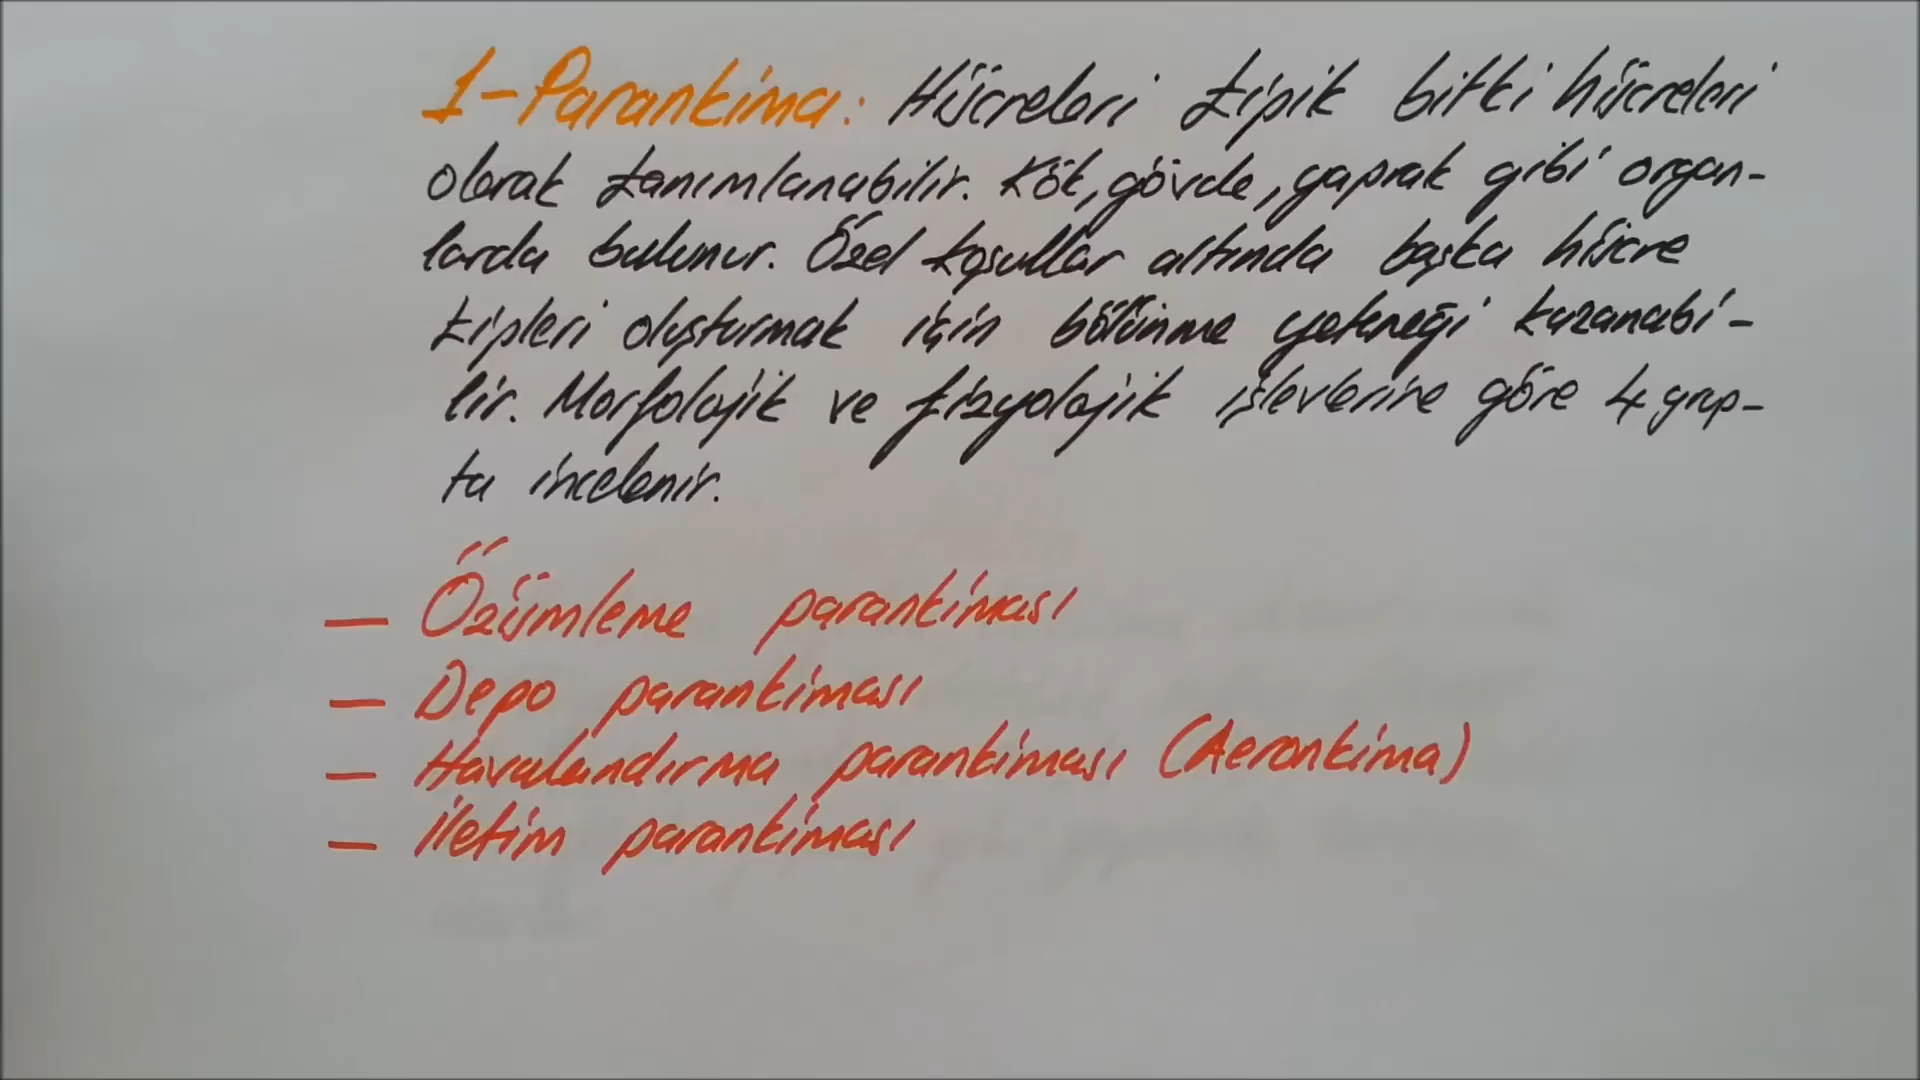 1-Parankima: Hücreleri tipik bitki hücreleri
olarak tanımlanabilir. Kök, gövde, yaprak gibi organ-
larda bulunur. Özel koşullar altında başka hücre
tipleri oluşturmak için bölünme yeteneği kazanabi-
lir. Morfolojik ve fizyolojik işlevlerine göre 4 grup-
ta incelenir.
— Özümleme parankiması
— Depo parankiması
— Havalandırma parankiması (Aerankima)
— İletim parankiması